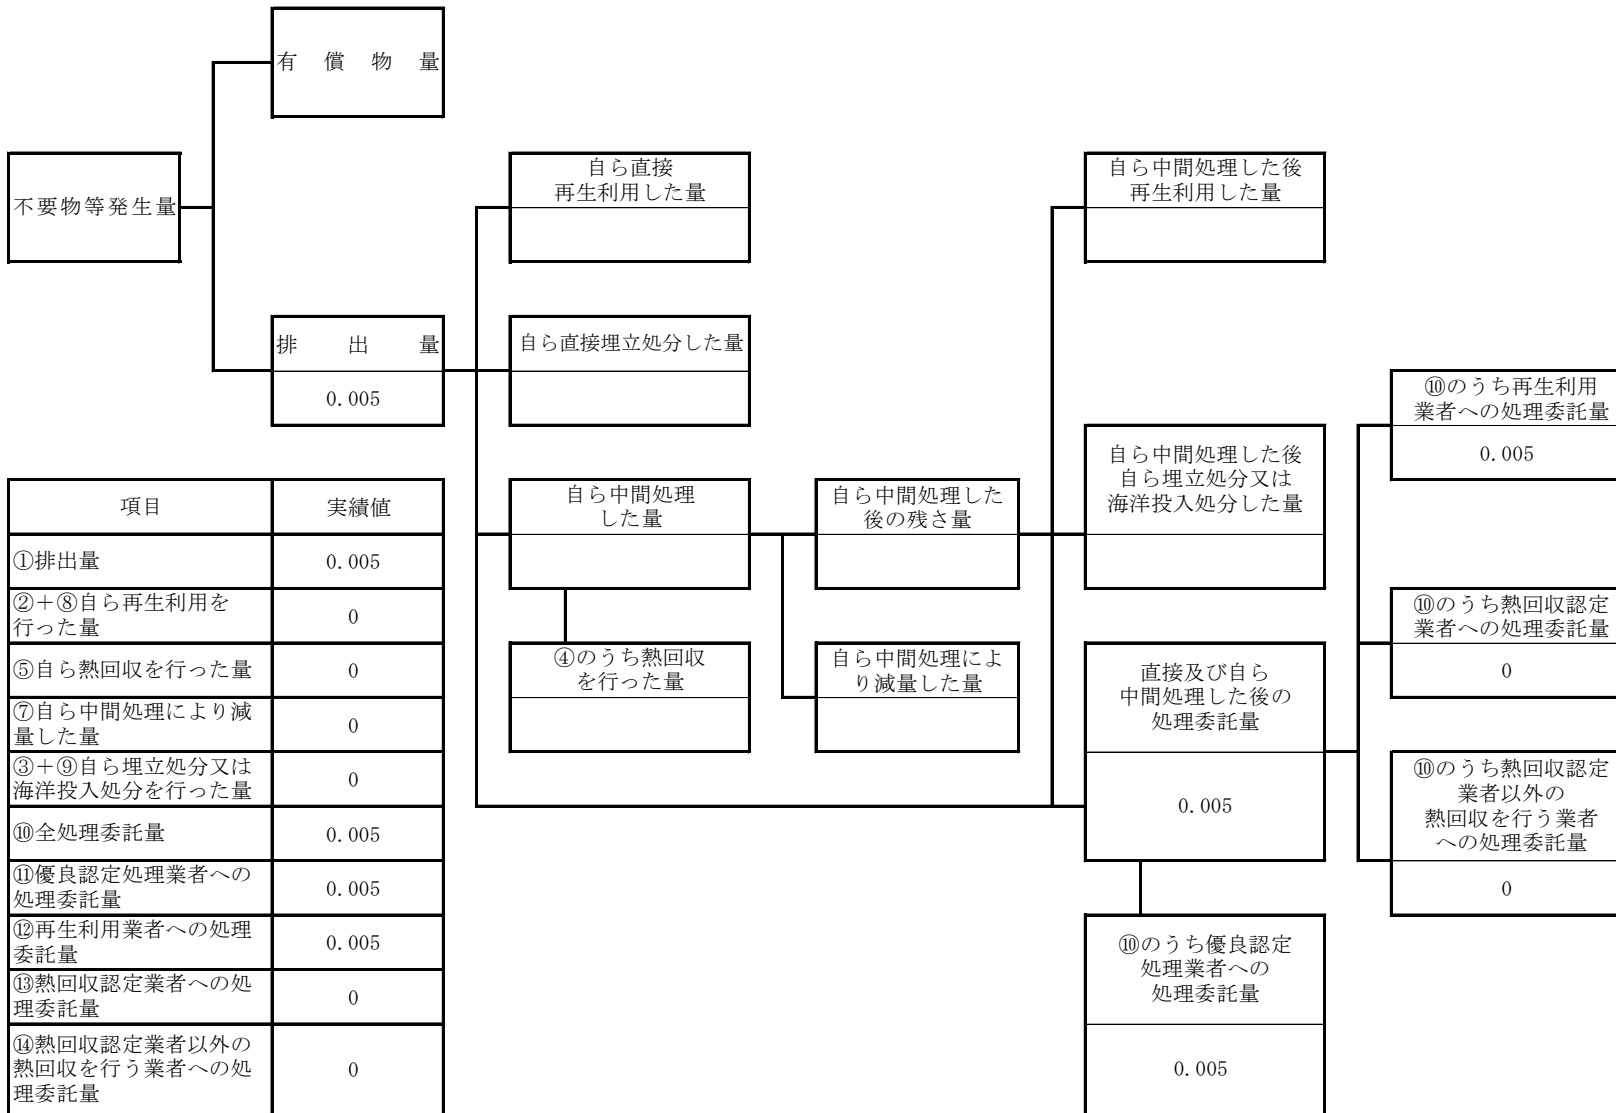 有償物量
不要物等発生量
排出量
0.005
自ら直接
再生利用した量
自ら直接埋立処分した量
自ら中間処理
した量
④のうち熱回収
を行った量
自ら中間処理した
後の残さ量
自ら中間処理によ
り減量した量
自ら中間処理した後
再生利用した量
自ら中間処理した後
自ら埋立処分又は
海洋投入処分した量
直接及び自ら
中間処理した後の
処理委託量
0.005
⑩のうち優良認定
処理業者への
処理委託量
0.005
⑩のうち再生利用
業者への処理委託量
0.005
⑩のうち熱回収認定
業者への処理委託量
0
⑩のうち熱回収認定
業者以外の
熱回収を行う業者
への処理委託量
0
項目 実績値
①排出量 0.005
②+⑧自ら再生利用を
行った量 0
⑤自ら熱回収を行った量 0
⑦自ら中間処理により減
量した量 0
③+⑨自ら埋立処分又は
海洋投入処分を行った量 0
⑩全処理委託量 0.005
⑪優良認定処理業者への
処理委託量 0.005
⑫再生利用業者への処理
委託量 0.005
⑬熱回収認定業者への処
理委託量 0
⑭熱回収認定業者以外の
熱回収を行う業者への処 0
理委託量